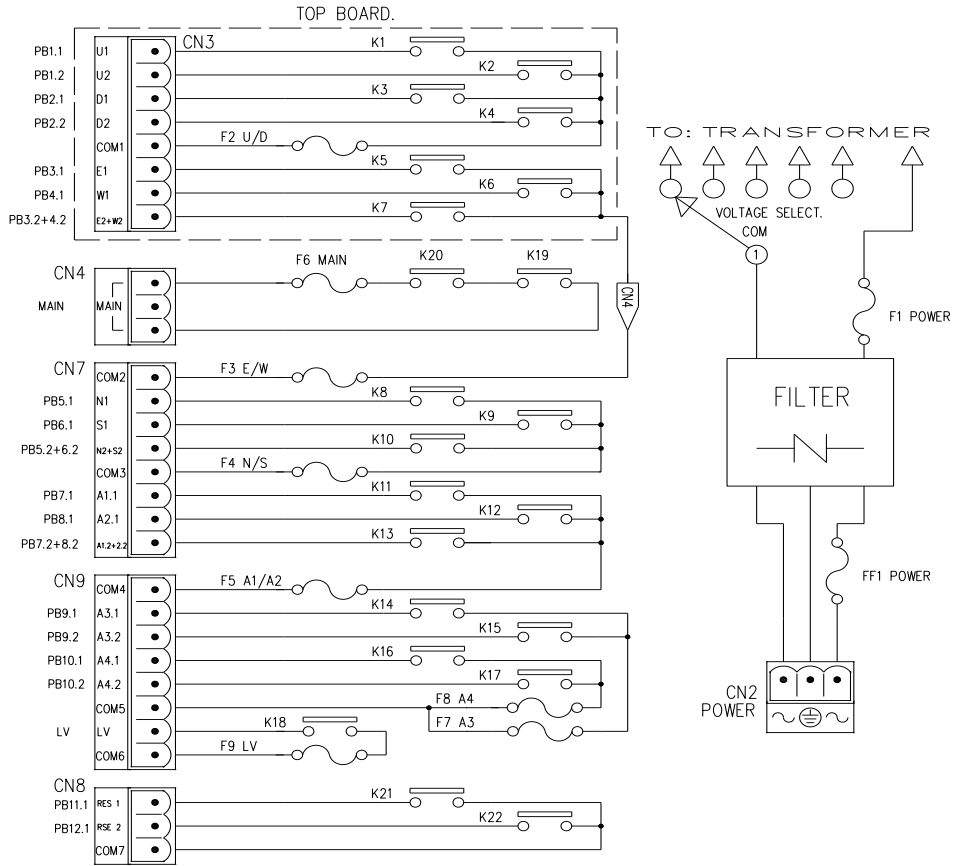 TOP BOARD.
CN3
PB1.1 U1 K1
PB1.2 U2 K2
PB2.1 D1 K3
PB2.2 D2 K4
COM1 F2 U/D
PB3.1 E1 K5
PB4.1 W1 K6
PB3.2+4.2 E2+W2 K7
CN4
F6 MAIN K20 K19
MAIN MAIN
CN4
CN7
COM2 F3 E/W
PB5.1 N1 K8
PB6.1 S1 K9
PB5.2+6.2 N2+S2 K10
COM3 F4 N/S
PB7.1 A1.1 K11
PB8.1 A2.1 K12
PB7.2+8.2 A1.2+2.2 K13
CN9
COM4 F5 A1/A2
PB9.1 A3.1 K14
PB9.2 A3.2 K15
PB10.1 A4.1 K16
PB10.2 A4.2 K17
COM5 F8 A4
F7 A3
LV LV K18
COM6 F9 LV
CN8
PB11.1 RES 1 K21
PB12.1 RSE 2 K22
COM7
TO: TRANSFORMER
VOLTAGE SELECT.
COM
1
F1 POWER
FILTER
N
FF1 POWER
CN2
POWER